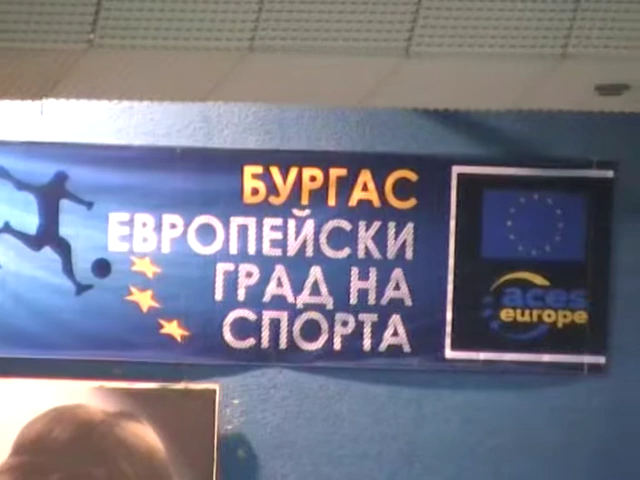 БУРГАС
ЕВРОПЕЙСКИ
ГРАД НА
СПОРТА
aces
europe